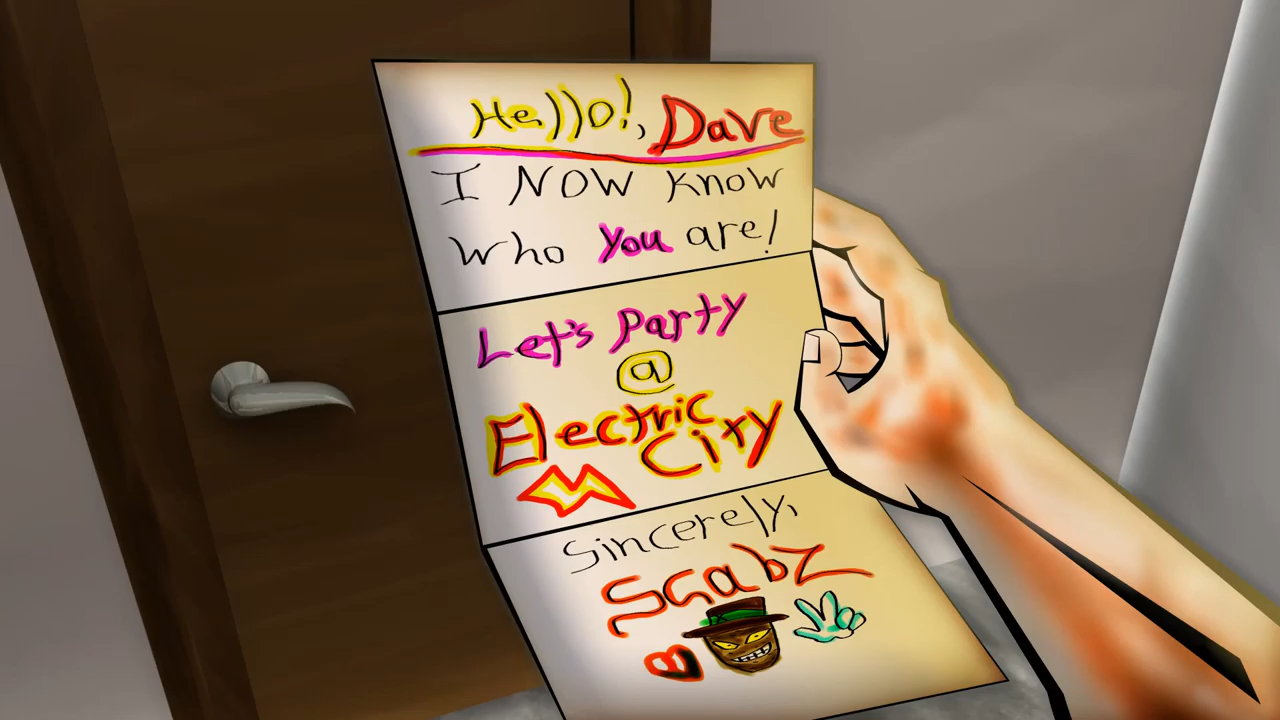 Hello!, Dave
I NOW Know
Who You are!
Let's Party
@
Electric
City
Sincerely,
ScabZ